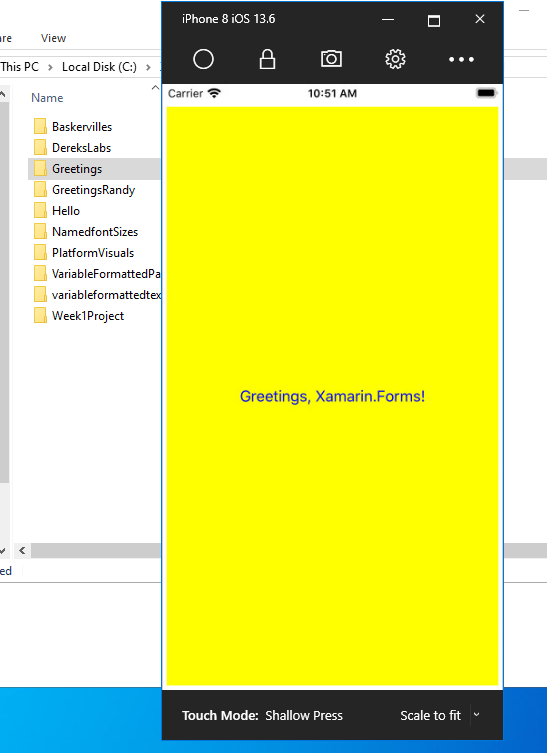 iPhone 8 iOS 13.6
are View
This PC > Local Disk (C:) >
Carrier 10:51 AM
Name
Baskervilles
DereksLabs
Greetings
GreetingsRandy
Hello
NamedfontSizes
PlatformVisuals
VariableFormattedPa
variableformattedtex
Week1Project
Greetings, Xamarin.Forms!
ed
Touch Mode: Shallow Press Scale to fit